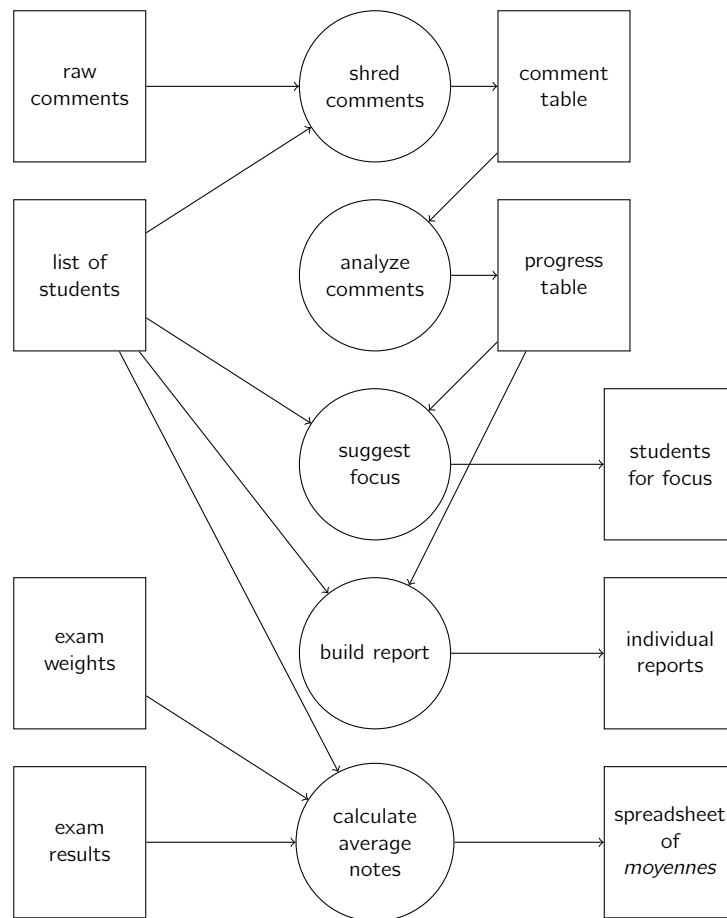 raw
comments
shred
comments
comment
table
list of
students
analyze
comments
progress
table
suggest
focus
students
for focus
exam
weights
build report
individual
reports
exam
results
calculate
average
notes
spreadsheet
of
moyennes